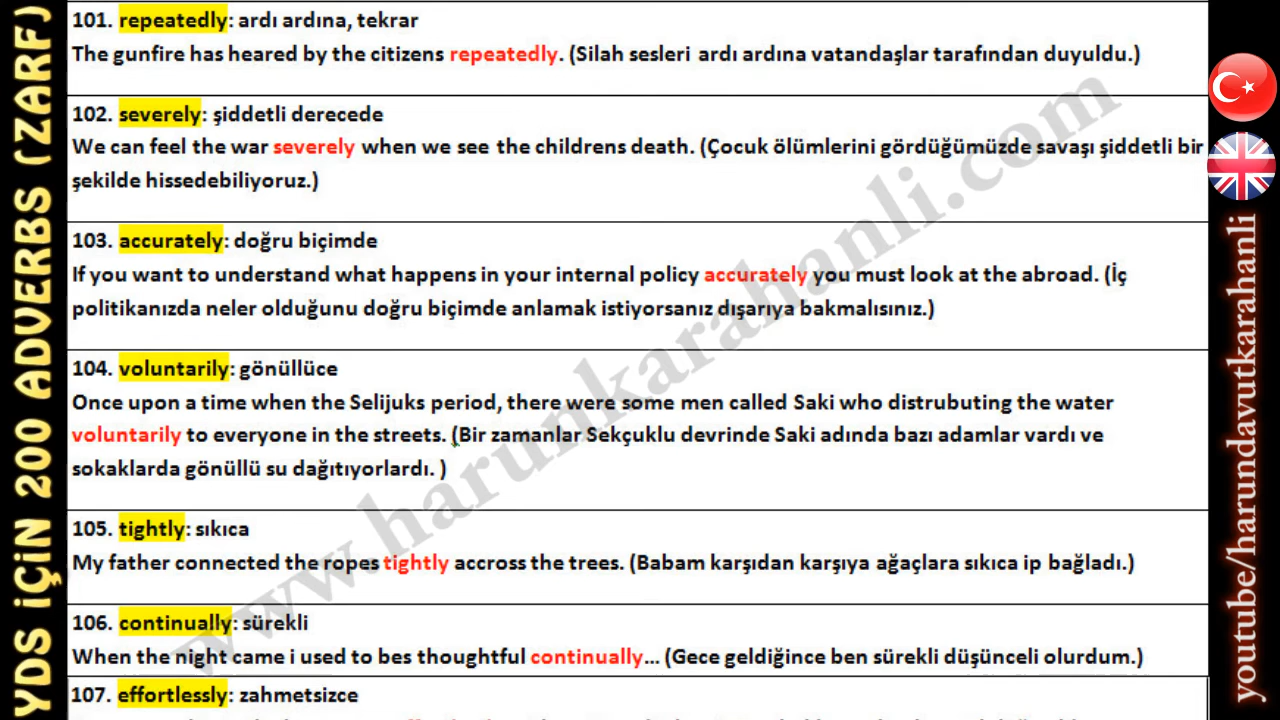 YDS İÇİN 200 ADVERBS (ZARF)
101. repeatedly: ardı ardına, tekrar
The gunfire has heared by the citizens repeatedly. (Silah sesleri ardı ardına vatandaşlar tarafından duyuldu.)
102. severely: şiddetli derecede
We can feel the war severely when we see the childrens death. (Çocuk ölümlerini gördüğümüzde savaşı şiddetli bir
şekilde hissedebiliyoruz.)
103. accurately: doğru biçimde
If you want to understand what happens in your internal policy accurately you must look at the abroad. (İç
politikanızda neler olduğunu doğru biçimde anlamak istiyorsanız dışarıya bakmalısınız.)
104. voluntarily: gönüllüce
Once upon a time when the Selijuks period, there were some men called Saki who distrubuting the water
voluntarily to everyone in the streets. (Bir zamanlar Sekçuklu devrinde Saki adında bazı adamlar vardı ve
sokaklarda gönüllü su dağıtıyorlardı. )
105. tightly: sıkıca
My father connected the ropes tightly accross the trees. (Babam karşıdan karşıya ağaçlara sıkıca ip bağladı.)
106. continually: sürekli
When the night came i used to bes thoughtful continually... (Gece geldiğince ben sürekli düşünceli olurdum.)
107. effortlessly: zahmetsizce
www.harunkarahanli.com
youtube/harundavutkarahanli